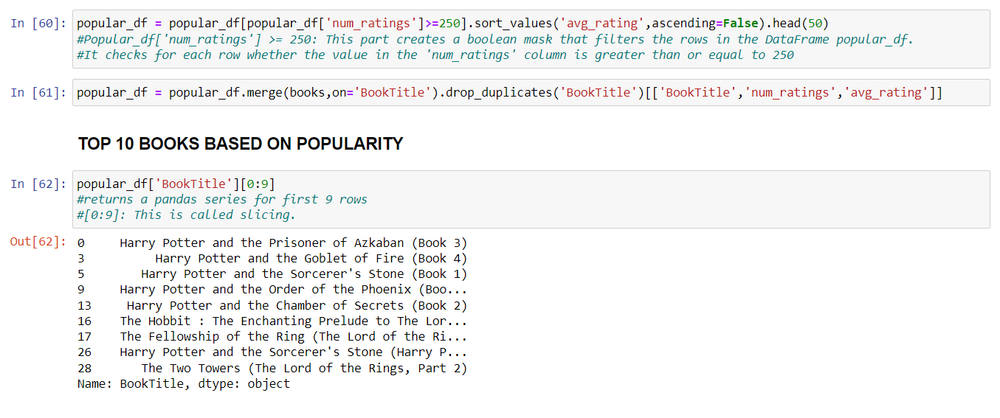 In [60]: popular_df = popular_df[popular_df['num_ratings']>=250].sort_values('avg_rating',ascending=False).head(50)
#Popular_df['num_ratings'] >= 250: This part creates a boolean mask that filters the rows in the DataFrame popular_df.
#It checks for each row whether the value in the 'num_ratings' column is greater than or equal to 250
In [61]: popular_df = popular_df.merge(books,on='BookTitle').drop_duplicates('BookTitle')[['BookTitle','num_ratings','avg_rating']]
TOP 10 BOOKS BASED ON POPULARITY
In [62]: popular_df['BookTitle'][0:9]
#returns a pandas series for first 9 rows
#[0:9]: This is called slicing.
Out[62]: 0     Harry Potter and the Prisoner of Azkaban (Book 3)
3          Harry Potter and the Goblet of Fire (Book 4)
5        Harry Potter and the Sorcerer's Stone (Book 1)
9     Harry Potter and the Order of the Phoenix (Boo...
13     Harry Potter and the Chamber of Secrets (Book 2)
16    The Hobbit : The Enchanting Prelude to The Lor...
17    The Fellowship of the Ring (The Lord of the Ri...
26    Harry Potter and the Sorcerer's Stone (Harry P...
28       The Two Towers (The Lord of the Rings, Part 2)
Name: BookTitle, dtype: object